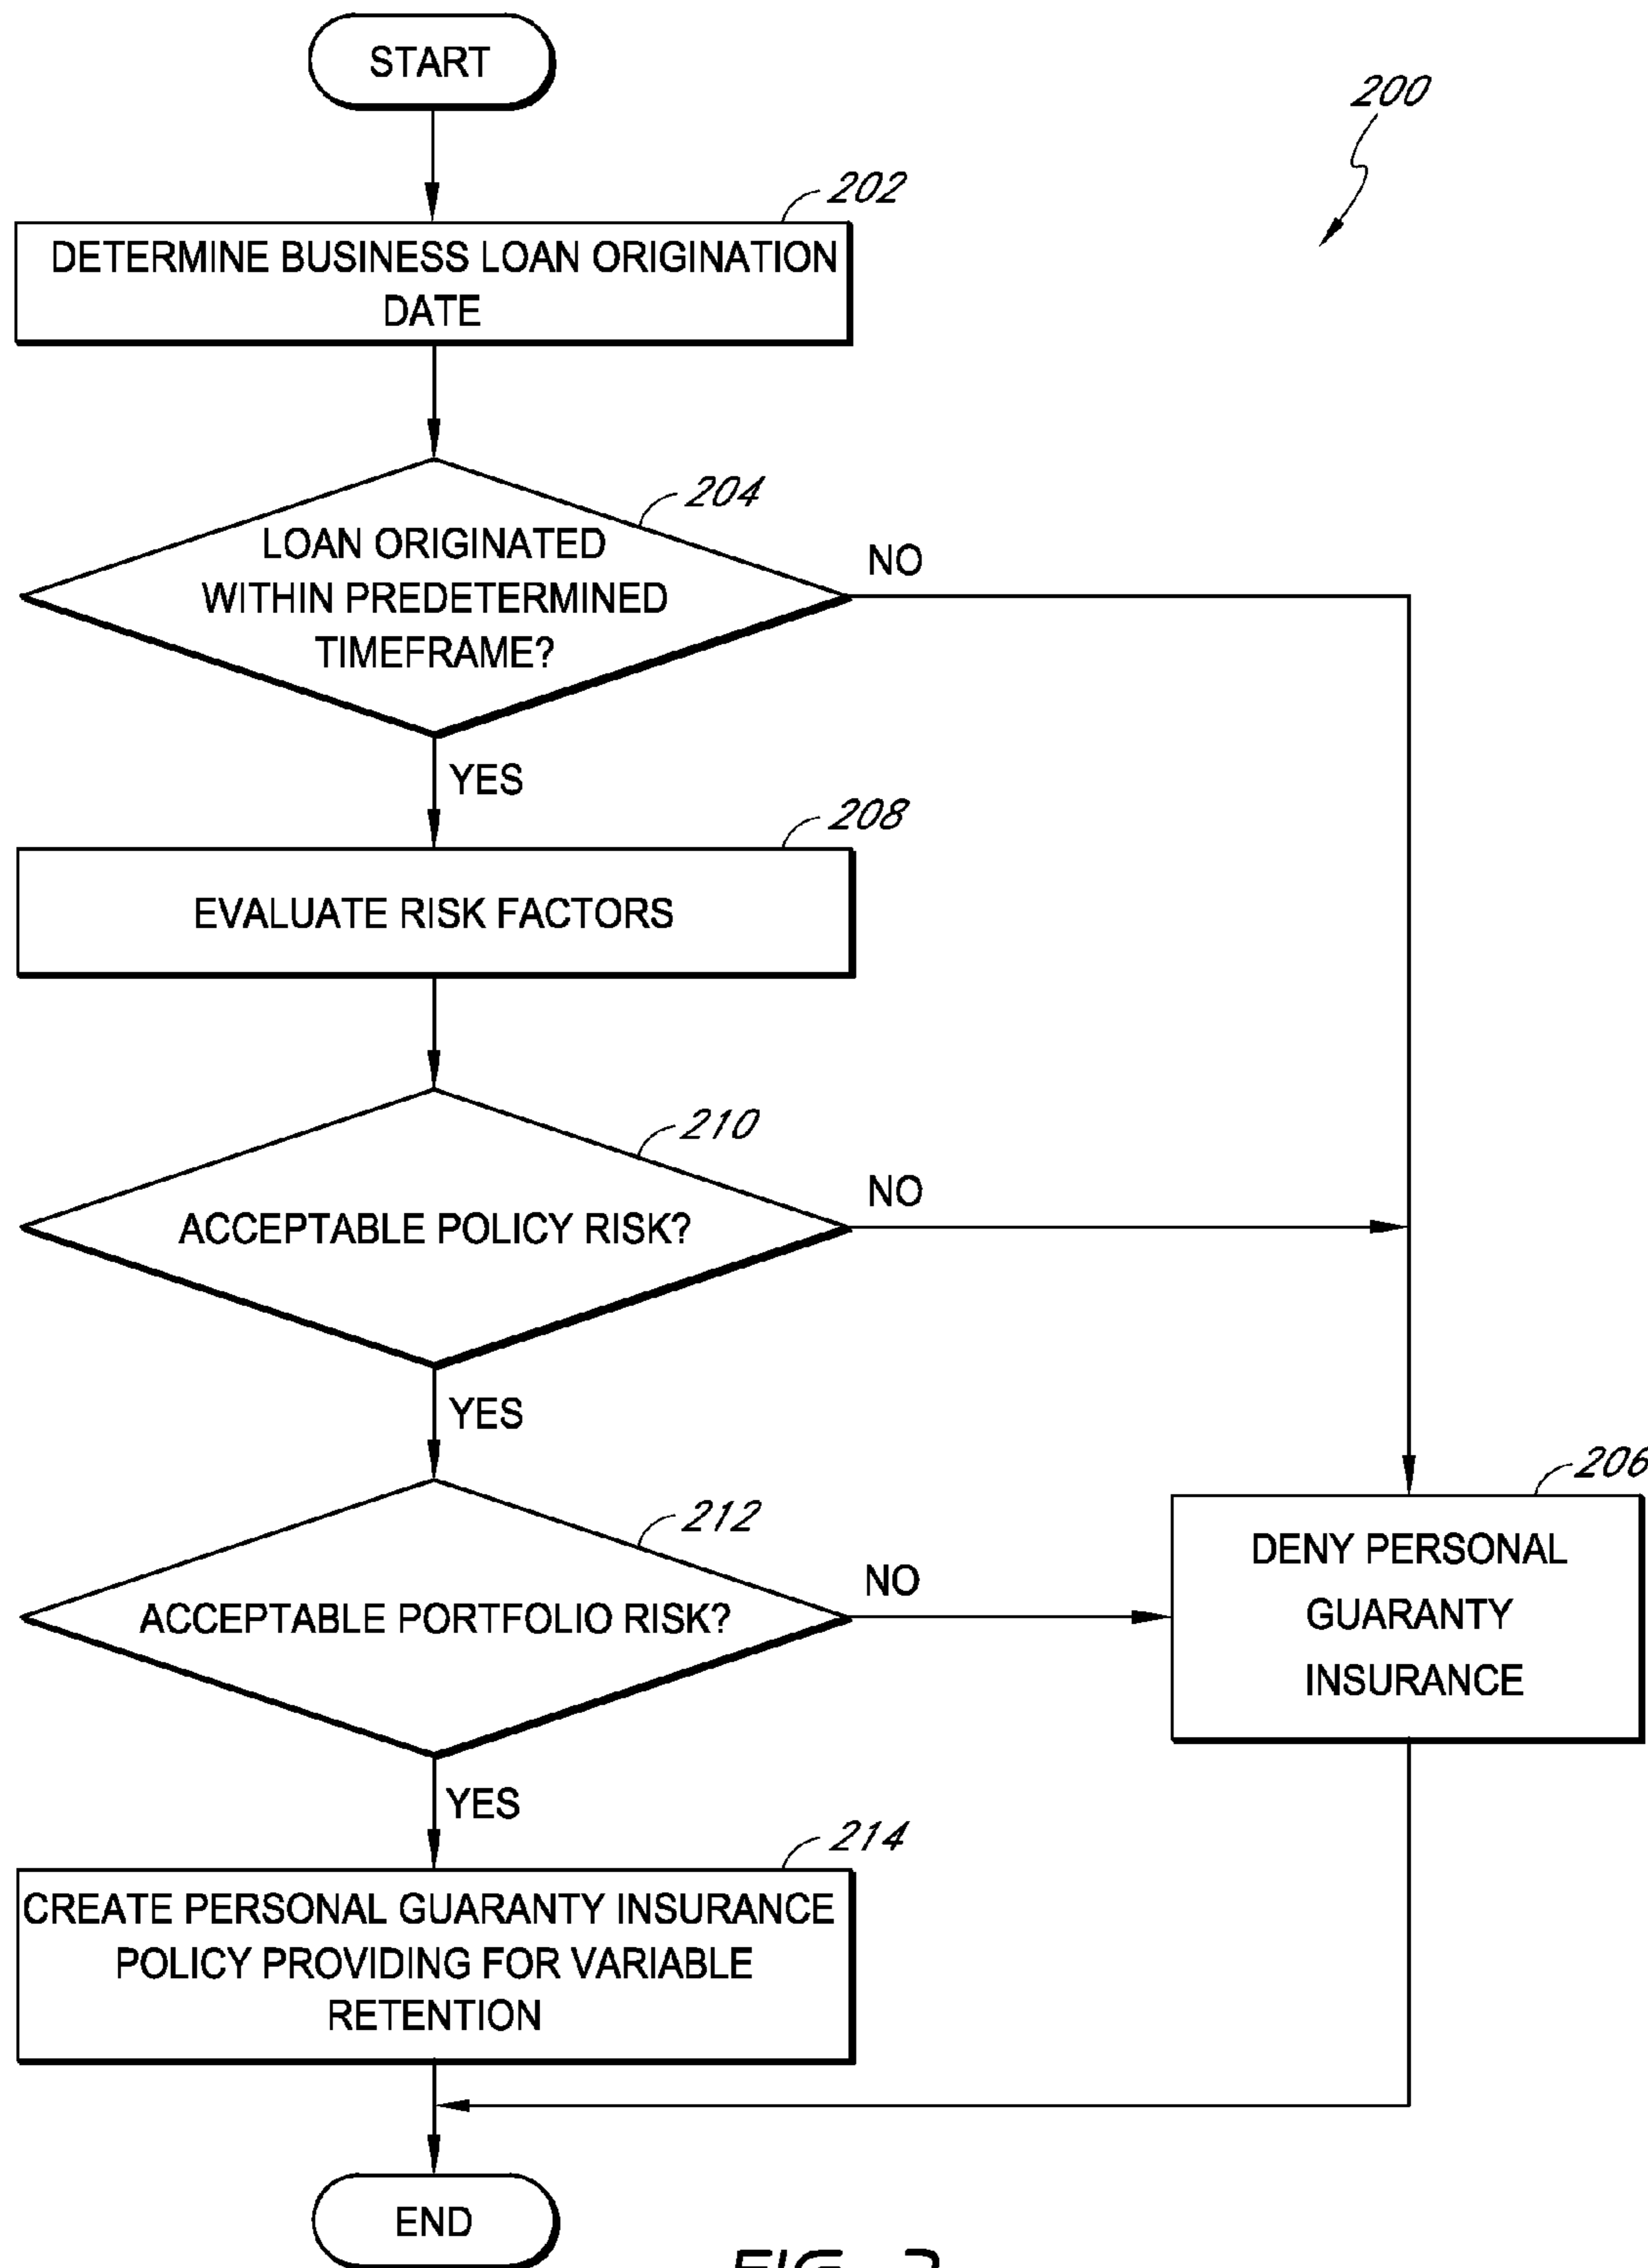 START
200
202
DETERMINE BUSINESS LOAN ORIGINATION
DATE
204
LOAN ORIGINATED
WITHIN PREDETERMINED
TIMEFRAME?
NO
YES
208
EVALUATE RISK FACTORS
210
ACCEPTABLE POLICY RISK?
NO
YES
206
DENY PERSONAL
GUARANTY
INSURANCE
212
ACCEPTABLE PORTFOLIO RISK?
NO
YES
214
CREATE PERSONAL GUARANTY INSURANCE
POLICY PROVIDING FOR VARIABLE
RETENTION
END
FIG.